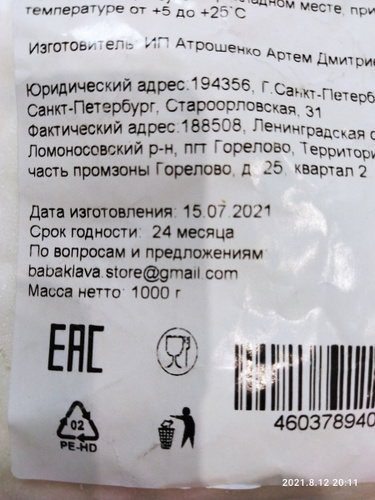 температуре от +5 до +25°С
Изготовитель: ИП Атрошенко Артем
Юридический адрес:194356, Г.Санкт-Петерб
Санкт-Петербург, Староорловская, 31
Фактический адрес:188508, Ленинградская
Ломоносовский р-н, пгт Горелово, Территори
часть промзоны Горелово, д. 25, квартал 2
Дата изготовления: 15.07.2021
Срок годности: 24 месяца
По вопросам и предложениям
babaklava.store@gmail.com
Масса нетто: 1000 г
EAC
460378940
02
PE-HD
2021.8.12 20:11